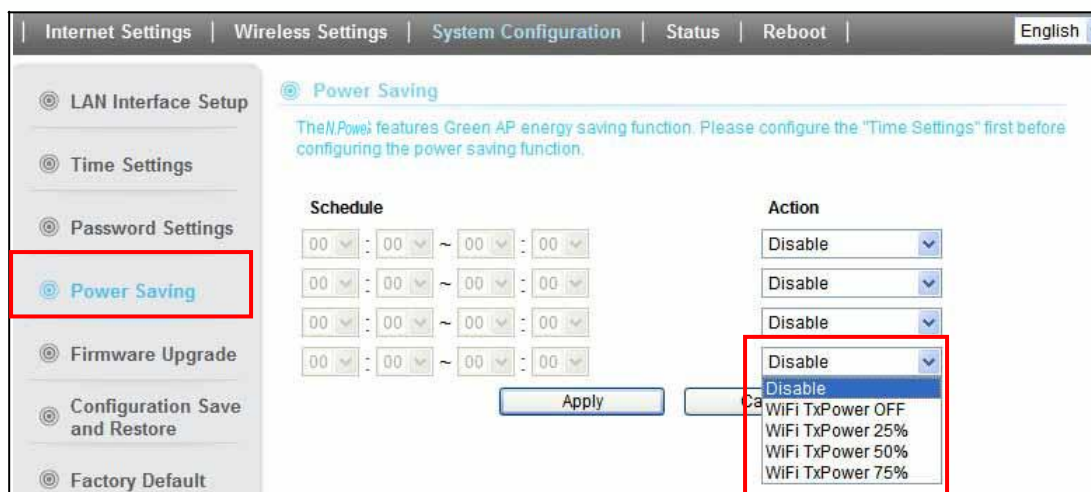 Internet Settings | Wireless Settings | System Configuration | Status | Reboot | English
LAN Interface Setup
Time Settings
Password Settings
Power Saving
Firmware Upgrade
Configuration Save
and Restore
Factory Default
Power Saving
The N.Power features Green AP energy saving function. Please configure the "Time Settings" first before
configuring the power saving function.
Schedule Action
00 : 00 ~ 00 : 00 Disable
00 : 00 ~ 00 : 00 Disable
00 : 00 ~ 00 : 00 Disable
00 : 00 ~ 00 : 00 Disable
Apply Ca
Disable
WiFi TxPower OFF
WiFi TxPower 25%
WiFi TxPower 50%
WiFi TxPower 75%